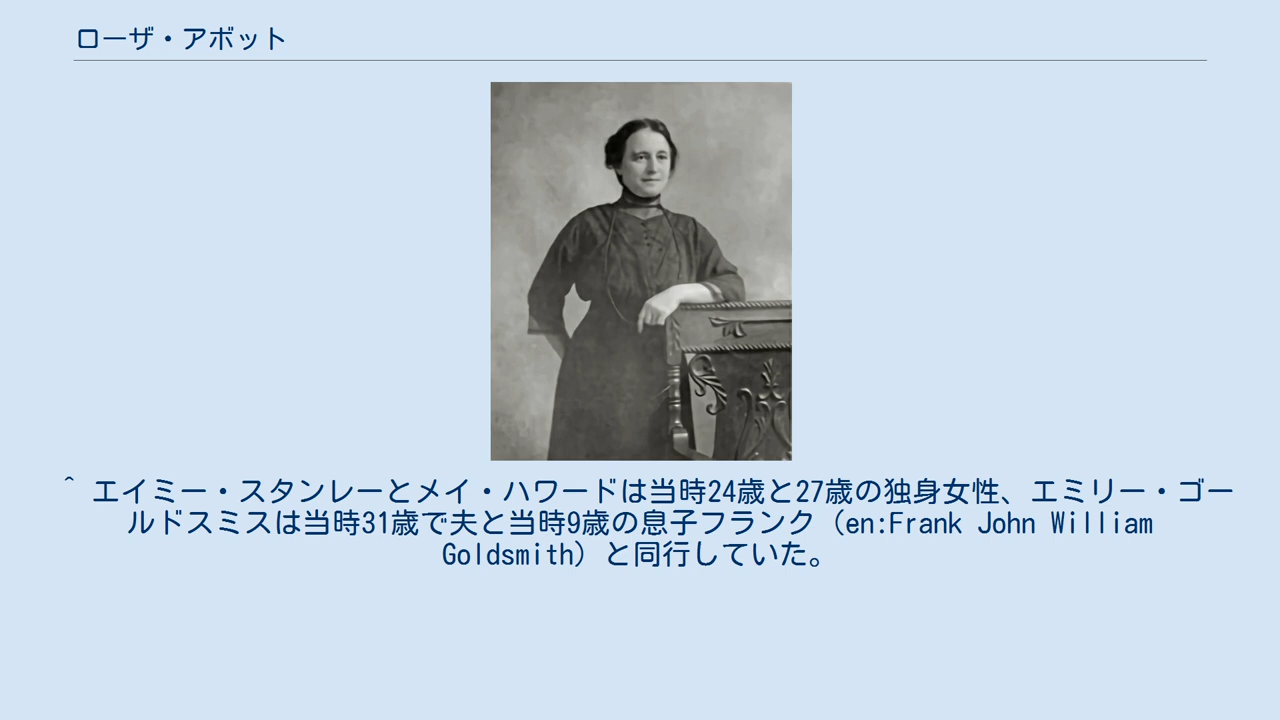 ローザ・アボット
^ エイミー・スタンレーとメイ・ハワードは当時24歳と27歳の独身女性、エミリー・ゴー
ルドスミスは当時31歳で夫と当時9歳の息子フランク（en:Frank John William
Goldsmith）と同行していた。